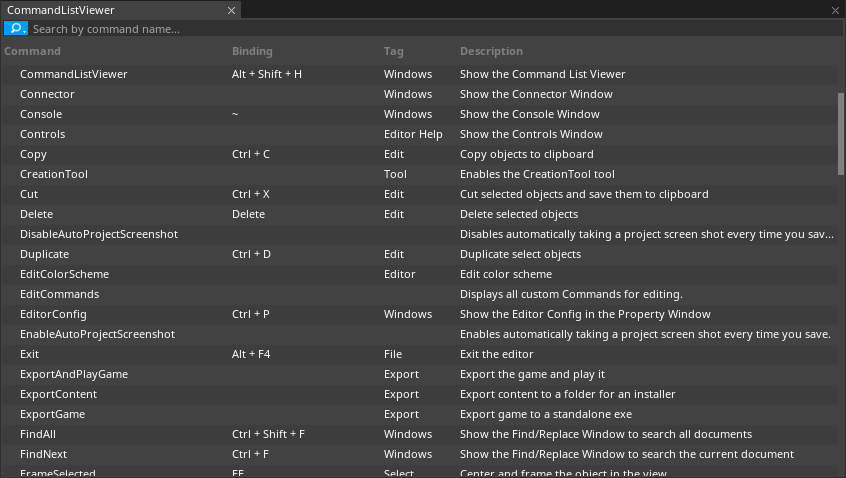 CommandListViewer
Search by command name...
Command Binding Tag Description
CommandListViewer Alt + Shift + H Windows Show the Command List Viewer
Connector Windows Show the Connector Window
Console ~ Windows Show the Console Window
Controls Editor Help Show the Controls Window
Copy Ctrl + C Edit Copy objects to clipboard
CreationTool Tool Enables the CreationTool tool
Cut Ctrl + X Edit Cut selected objects and save them to clipboard
Delete Delete Edit Delete selected objects
DisableAutoProjectScreenshot Disables automatically taking a project screen shot every time you sav...
Duplicate Ctrl + D Edit Duplicate select objects
EditColorScheme Editor Edit color scheme
EditCommands Displays all custom Commands for editing.
EditorConfig Ctrl + P Windows Show the Editor Config in the Property Window
EnableAutoProjectScreenshot Enables automatically taking a project screen shot every time you save.
Exit Alt + F4 File Exit the editor
ExportAndPlayGame Export Export the game and play it
ExportContent Export Export content to a folder for an installer
ExportGame Export Export game to a standalone exe
FindAll Ctrl + Shift + F Windows Show the Find/Replace Window to search all documents
FindNext Ctrl + F Windows Show the Find/Replace Window to search the current document
FrameSelected Select Center and frame the object in the view